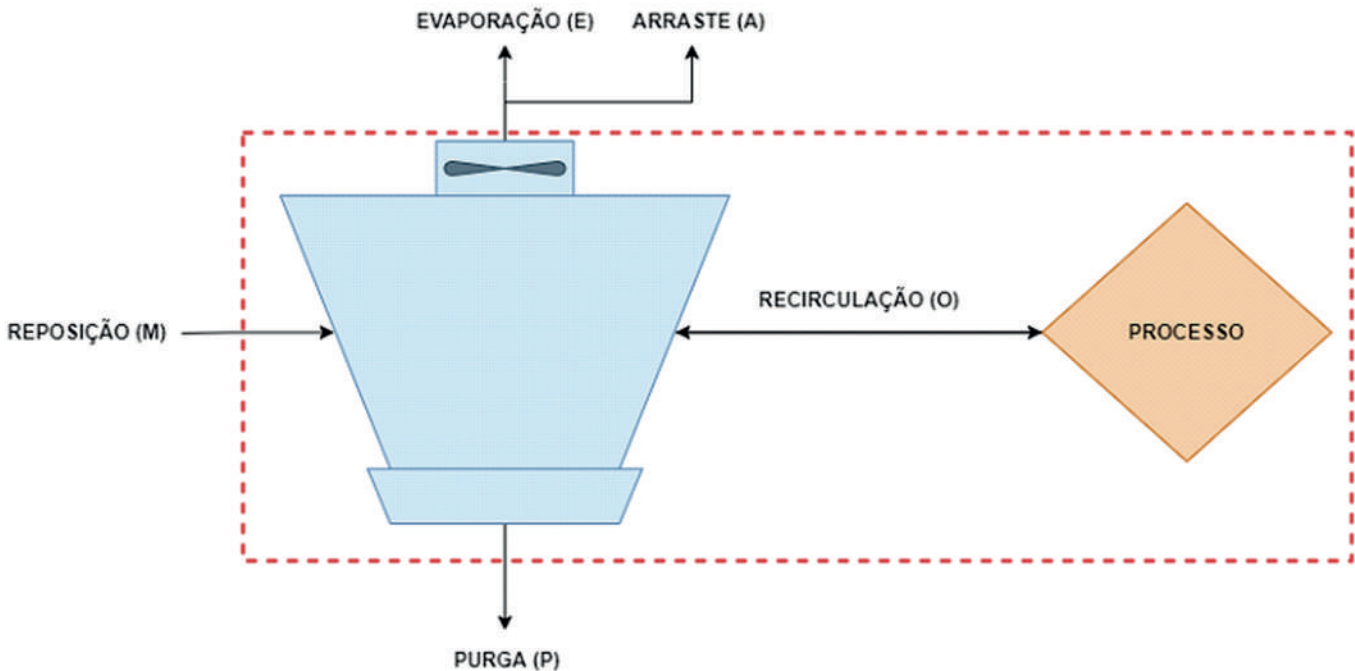 EVAPORAÇÃO (E)
ARRASTE (A)
RECIRCULAÇÃO (O)
REPOSIÇÃO (M)
PROCESSO
PURGA (P)